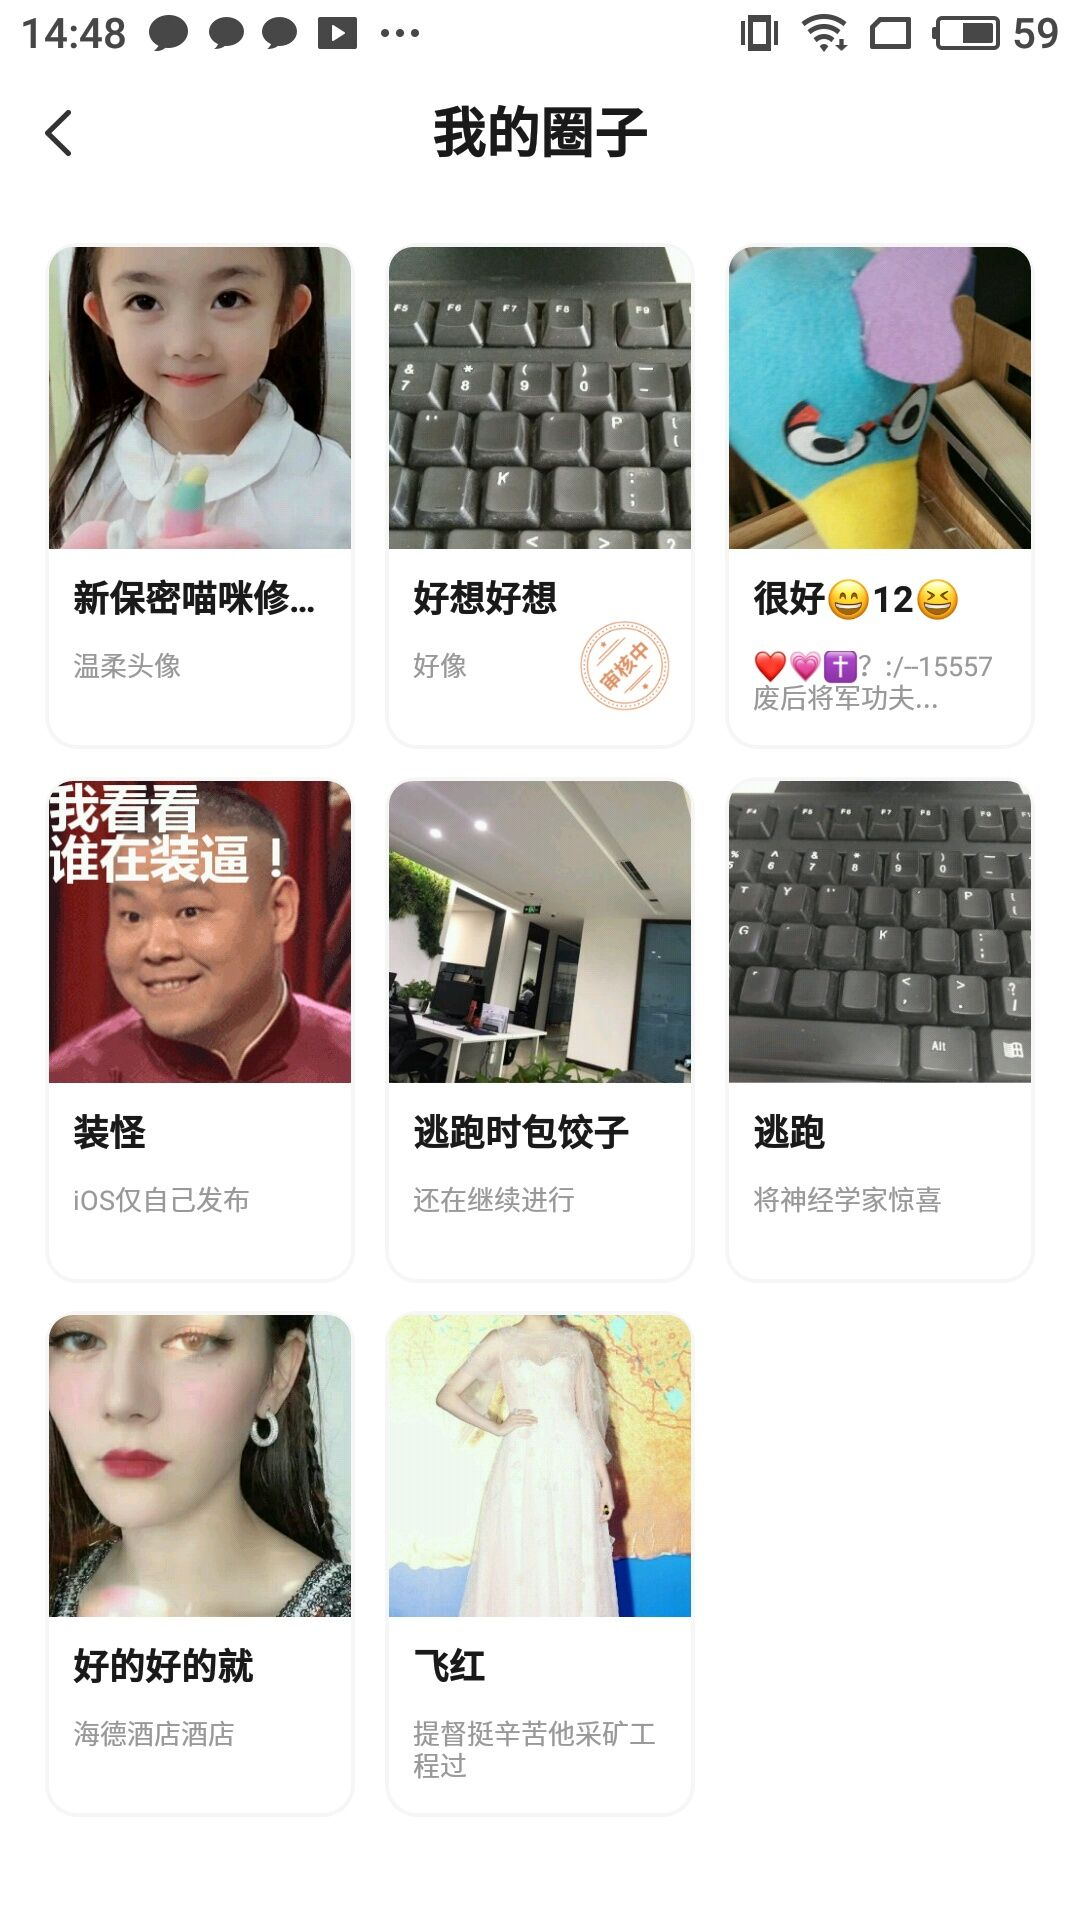 14:48
59
我的圈子
新保密喵咪修...
温柔头像
好想好想
好像
审核中
很好😄12😆
❤️💗✝️? :/–15557
废后将军功夫...
我看看
谁在装逼！
装怪
iOS仅自己发布
逃跑时包饺子
还在继续进行
逃跑
将神经学家惊喜
好的好的就
海德酒店酒店
飞红
提督挺辛苦他采矿工
程过